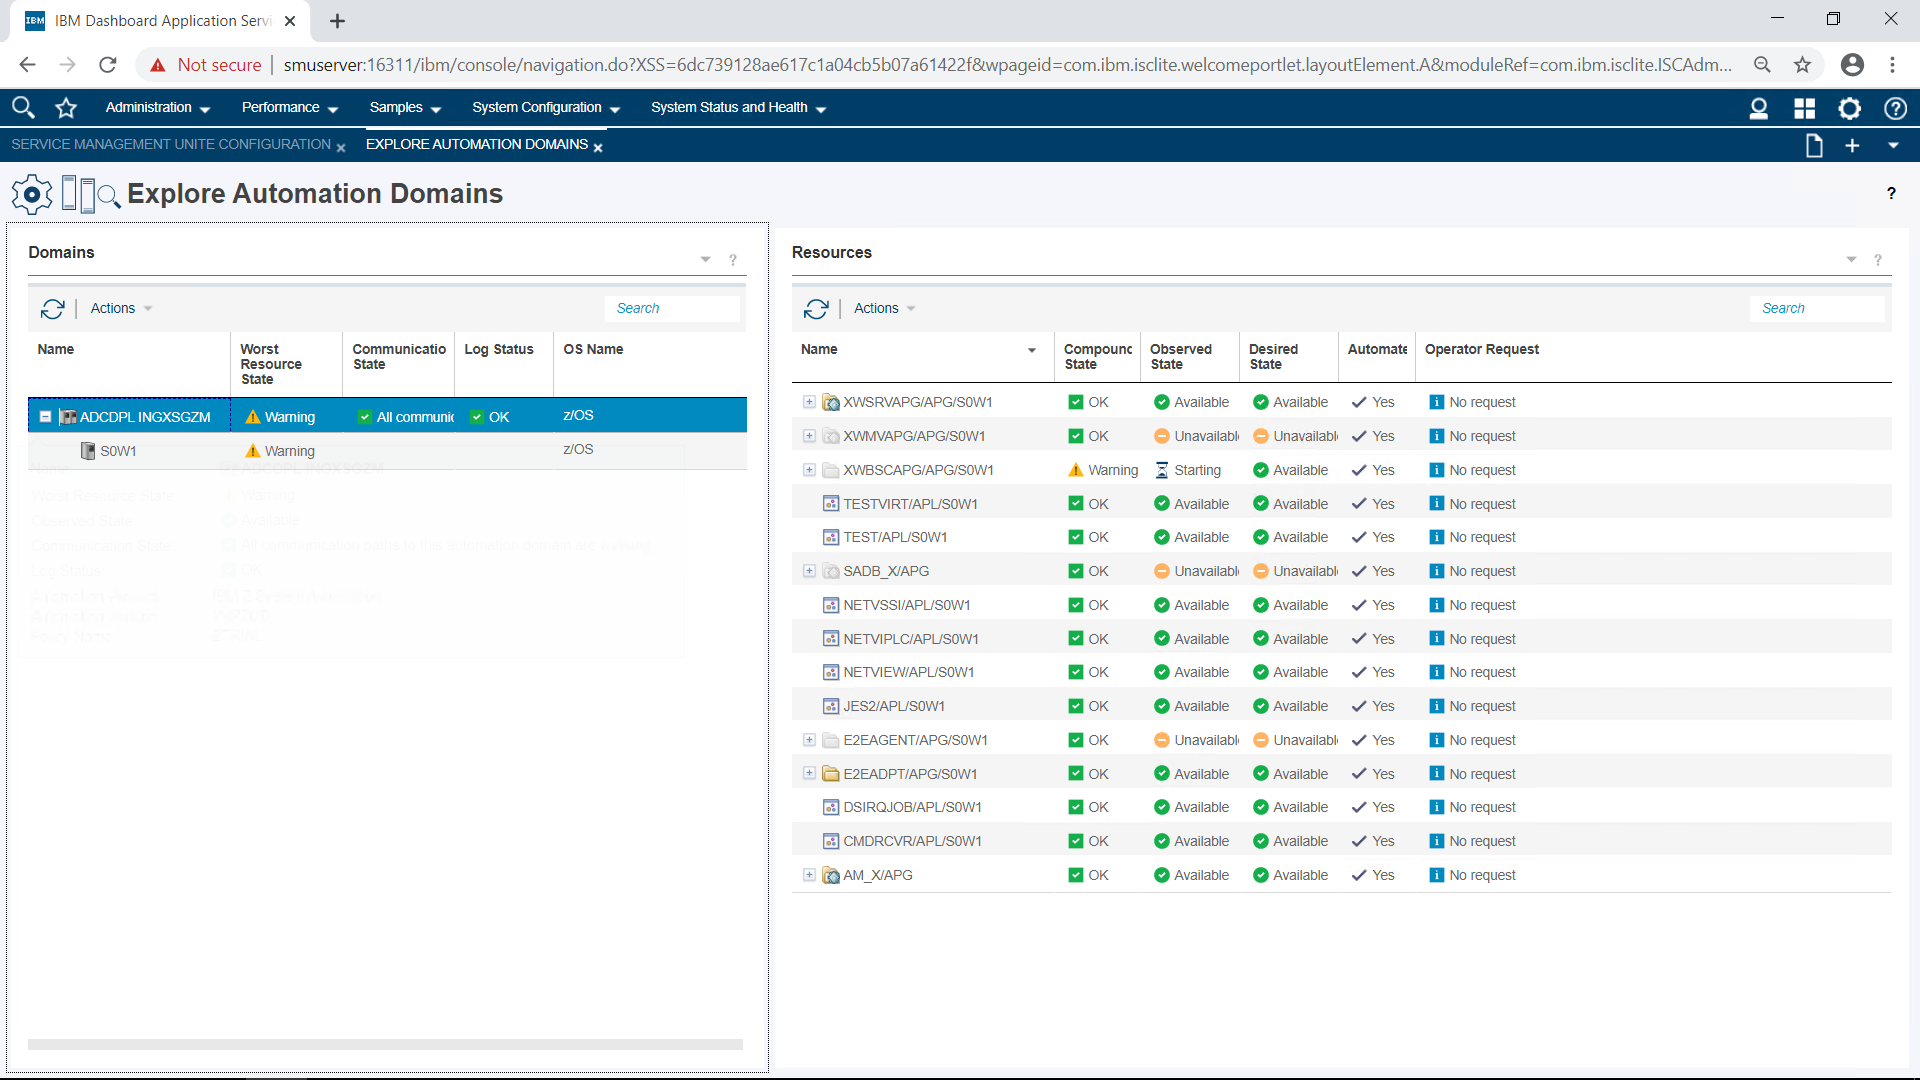 IBM IBM Dashboard Application Servi
Not secure smuserver:16311/ibm/console/navigation.do?XSS=6dc739128ae617c1a04cb5b07a61422f&wpageid=com.ibm.isclite.welcomeportlet.layoutElement.A&moduleRef=com.ibm.isclite.ISCAdm...
Administration Performance Samples System Configuration System Status and Health
SERVICE MANAGEMENT UNITE CONFIGURATION EXPLORE AUTOMATION DOMAINS
Explore Automation Domains ?
Domains ?
Actions Search
Name Worst Resource State Communicatio State Log Status OS Name
ADCDPL INGXSGZM Warning All communic OK z/OS
S0W1 Warning z/OS
Resources ?
Actions Search
Name Compounc State Observed State Desired State Automate Operator Request
XWSRVAPG/APG/S0W1 OK Available Available Yes No request
XWMVAPG/APG/S0W1 OK Unavailabl Unavailabl Yes No request
XWBSCAPG/APG/S0W1 Warning Starting Available Yes No request
TESTVIRT/APL/S0W1 OK Available Available Yes No request
TEST/APL/S0W1 OK Available Available Yes No request
SADB_X/APG OK Unavailabl Unavailabl Yes No request
NETVSSI/APL/S0W1 OK Available Available Yes No request
NETVIPLC/APL/S0W1 OK Available Available Yes No request
NETVIEW/APL/S0W1 OK Available Available Yes No request
JES2/APL/S0W1 OK Available Available Yes No request
E2EAGENT/APG/S0W1 OK Unavailabl Unavailabl Yes No request
E2EADPT/APG/S0W1 OK Available Available Yes No request
DSIRQJOB/APL/S0W1 OK Available Available Yes No request
CMDRCVR/APL/S0W1 OK Available Available Yes No request
AM_X/APG OK Available Available Yes No request